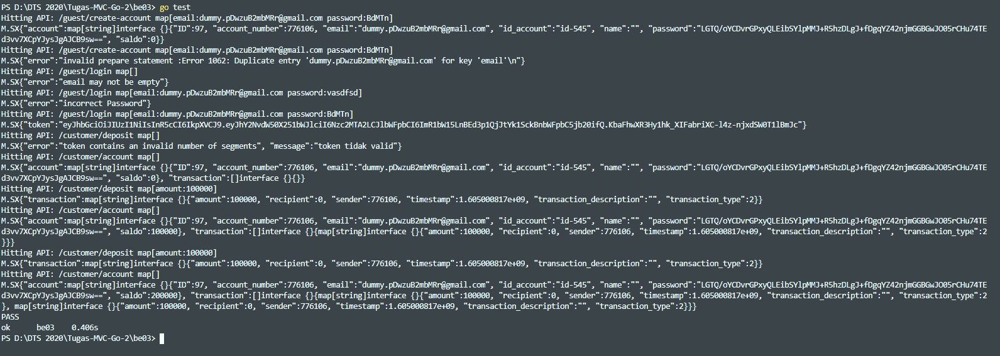 PS D:\DTS 2020\Tugas-MVC-Go-2\be03> go test
Hitting API: /guest/create-account map[email:dummy.pDwzuB2mbMRr@gmail.com password:BdMTn]
M.SX{"account":map[string]interface {}{"ID":97, "account_number":776106, "email":"dummy.pDwzuB2mbMRr@gmail.com", "id_account":"id-545", "name":"", "password":"LGTQ/oYCDvrGPxyQLEibSYlpMMJ+R5hzDLgJ+fDgqYZ42njmGGBGwJO05rCHu74TE
d3vv7XCpYJysJgAJCB9sw==", "saldo":0}}
Hitting API: /guest/create-account map[email:dummy.pDwzuB2mbMRr@gmail.com password:BdMTn]
M.SX{"error":"invalid prepare statement :Error 1062: Duplicate entry 'dummy.pDwzuB2mbMRr@gmail.com' for key 'email'\n"}
Hitting API: /guest/login map[]
M.SX{"error":"email may not be empty"}
Hitting API: /guest/login map[email:dummy.pDwzuB2mbMRr@gmail.com password:vasdfsd]
M.SX{"error":"incorrect Password"}
Hitting API: /guest/login map[email:dummy.pDwzuB2mbMRr@gmail.com password:BdMTn]
M.SX{"token":"eyJhbGciOiJIUzI1NiIsInR5cCI6IkpXVCJ9.eyJhY2NvdW50X251bWJlciI6Nzc2MTA2LCJlbWFpbCI6ImR1bW15LnBEd3p1QjJtYk1SckBnbWFpbC5jb20ifQ.KbaFhwXR3Hy1hk_XIFabriXC-l4z-njxdSW0T1lBmJc"}
Hitting API: /customer/deposit map[]
M.SX{"error":"token contains an invalid number of segments", "message":"token tidak valid"}
Hitting API: /customer/account map[]
M.SX{"account":map[string]interface {}{"ID":97, "account_number":776106, "email":"dummy.pDwzuB2mbMRr@gmail.com", "id_account":"id-545", "name":"", "password":"LGTQ/oYCDvrGPxyQLEibSYlpMMJ+R5hzDLgJ+fDgqYZ42njmGGBGwJO05rCHu74TE
d3vv7XCpYJysJgAJCB9sw==", "saldo":0}, "transaction":[]interface {}{}}
Hitting API: /customer/deposit map[amount:100000]
M.SX{"transaction":map[string]interface {}{"amount":100000, "recipient":0, "sender":776106, "timestamp":1.605000817e+09, "transaction_description":"", "transaction_type":2}}
Hitting API: /customer/account map[]
M.SX{"account":map[string]interface {}{"ID":97, "account_number":776106, "email":"dummy.pDwzuB2mbMRr@gmail.com", "id_account":"id-545", "name":"", "password":"LGTQ/oYCDvrGPxyQLEibSYlpMMJ+R5hzDLgJ+fDgqYZ42njmGGBGwJO05rCHu74TE
d3vv7XCpYJysJgAJCB9sw==", "saldo":100000}, "transaction":[]interface {}{map[string]interface {}{"amount":100000, "recipient":0, "sender":776106, "timestamp":1.605000817e+09, "transaction_description":"", "transaction_type":2
}}}
Hitting API: /customer/deposit map[amount:100000]
M.SX{"transaction":map[string]interface {}{"amount":100000, "recipient":0, "sender":776106, "timestamp":1.605000817e+09, "transaction_description":"", "transaction_type":2}}
Hitting API: /customer/account map[]
M.SX{"account":map[string]interface {}{"ID":97, "account_number":776106, "email":"dummy.pDwzuB2mbMRr@gmail.com", "id_account":"id-545", "name":"", "password":"LGTQ/oYCDvrGPxyQLEibSYlpMMJ+R5hzDLgJ+fDgqYZ42njmGGBGwJO05rCHu74TE
d3vv7XCpYJysJgAJCB9sw==", "saldo":200000}, "transaction":[]interface {}{map[string]interface {}{"amount":100000, "recipient":0, "sender":776106, "timestamp":1.605000817e+09, "transaction_description":"", "transaction_type":2
}, map[string]interface {}{"amount":100000, "recipient":0, "sender":776106, "timestamp":1.605000817e+09, "transaction_description":"", "transaction_type":2}}}
PASS
ok      be03    0.406s
PS D:\DTS 2020\Tugas-MVC-Go-2\be03>